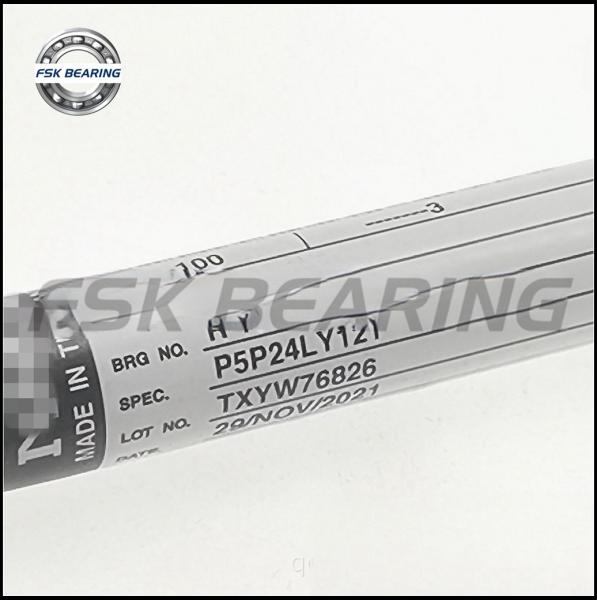 FSK BEARING
100 --------3
FSK BEARING
BRG NO. HY
SPEC. P5P24LY121
LOT NO. TXYW76826
DATE 29/NOV/2021
MADE IN